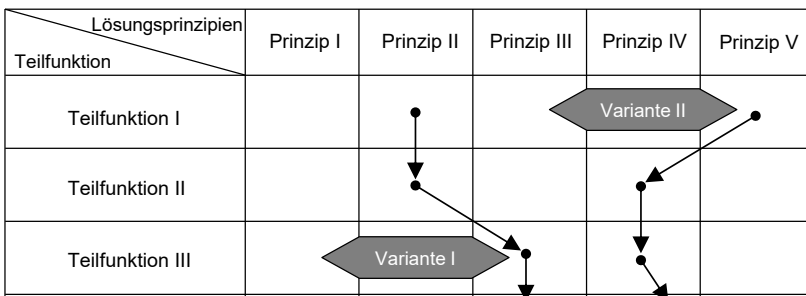 Lösungsprinzipien
Teilfunktion
Prinzip I
Prinzip II
Prinzip III
Prinzip IV
Prinzip V
Teilfunktion I
Variante II
Teilfunktion II
Teilfunktion III
Variante I